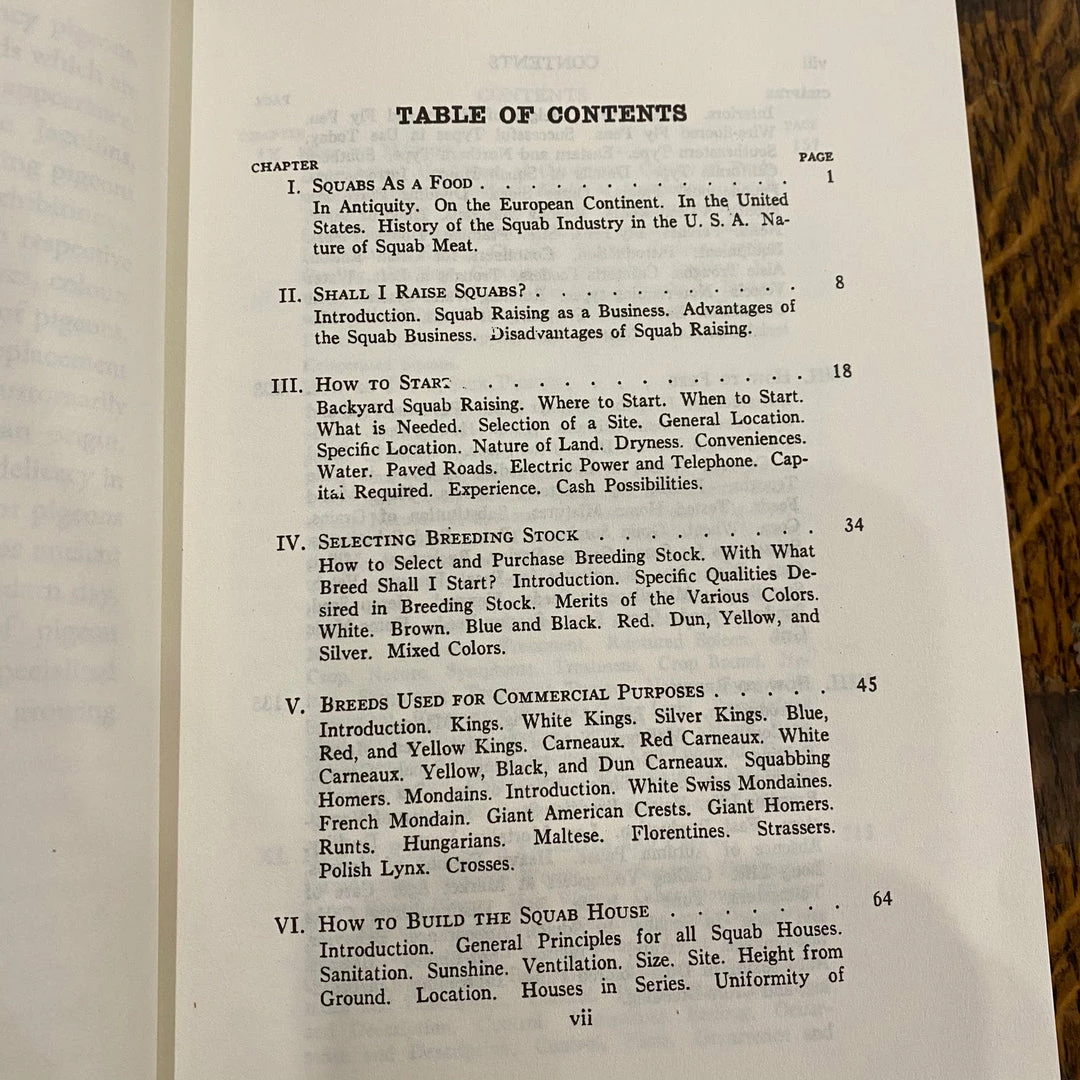 TABLE OF CONTENTS
CHAPTER PAGE
I. SQUABS AS A FOOD . . . . . . . . . . . . . 1
In Antiquity. On the European Continent. In the United
States. History of the Squab Industry in the U. S. A. Na-
ture of Squab Meat.
II. SHALL I RAISE SQUABS? . . . . . . . . . . . 8
Introduction. Squab Raising as a Business. Advantages of
the Squab Business. Disadvantages of Squab Raising.
III. HOW TO START . . . . . . . . . . . . . 18
Backyard Squab Raising. Where to Start. When to Start.
What is Needed. Selection of a Site. General Location.
Specific Location. Nature of Land. Dryness. Conveniences.
Water. Paved Roads. Electric Power and Telephone. Cap-
ital Required. Experience. Cash Possibilities.
IV. SELECTING BREEDING STOCK . . . . . . . . . 34
How to Select and Purchase Breeding Stock. With What
Breed Shall I Start? Introduction. Specific Qualities De-
sired in Breeding Stock. Merits of the Various Colors.
White. Brown. Blue and Black. Red. Dun, Yellow, and
Silver. Mixed Colors.
V. BREEDS USED FOR COMMERCIAL PURPOSES . . . . . 45
Introduction. Kings. White Kings. Silver Kings. Blue,
Red, and Yellow Kings. Carneaux. Red Carneaux. White
Carneaux. Yellow, Black, and Dun Carneaux. Squabbing
Homers. Mondains. Introduction. White Swiss Mondaines.
French Mondain. Giant American Crests. Giant Homers.
Runts. Hungarians. Maltese. Florentines. Strassers.
Polish Lynx. Crosses.
VI. HOW TO BUILD THE SQUAB HOUSE . . . . . . . 64
Introduction. General Principles for all Squab Houses.
Sanitation. Sunshine. Ventilation. Size. Site. Height from
Ground. Location. Houses in Series. Uniformity of
vii